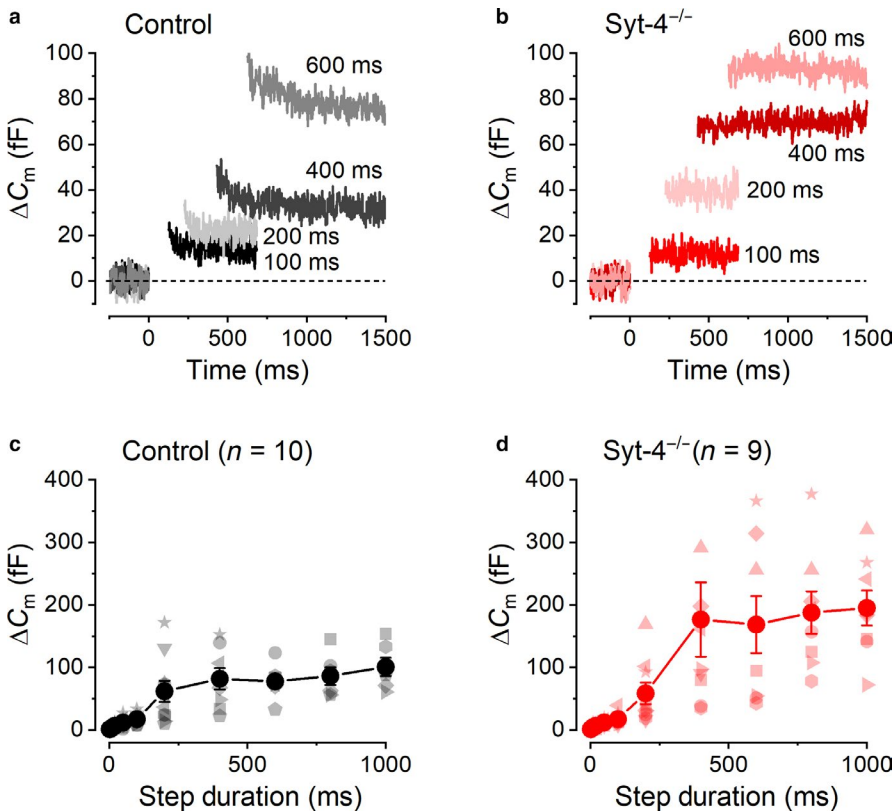 a
Control
100
80
60
40
20
0
ΔCm (fF)
600 ms
400 ms
200 ms
100 ms
0
500
1000
1500
Time (ms)
b
Syt-4−/−
100
80
60
40
20
0
ΔCm (fF)
600 ms
400 ms
200 ms
100 ms
0
500
1000
1500
Time (ms)
c
Control (n = 10)
400
300
200
100
0
ΔCm (fF)
0
500
1000
Step duration (ms)
d
Syt-4−/− (n = 9)
400
300
200
100
0
ΔCm (fF)
0
500
1000
Step duration (ms)